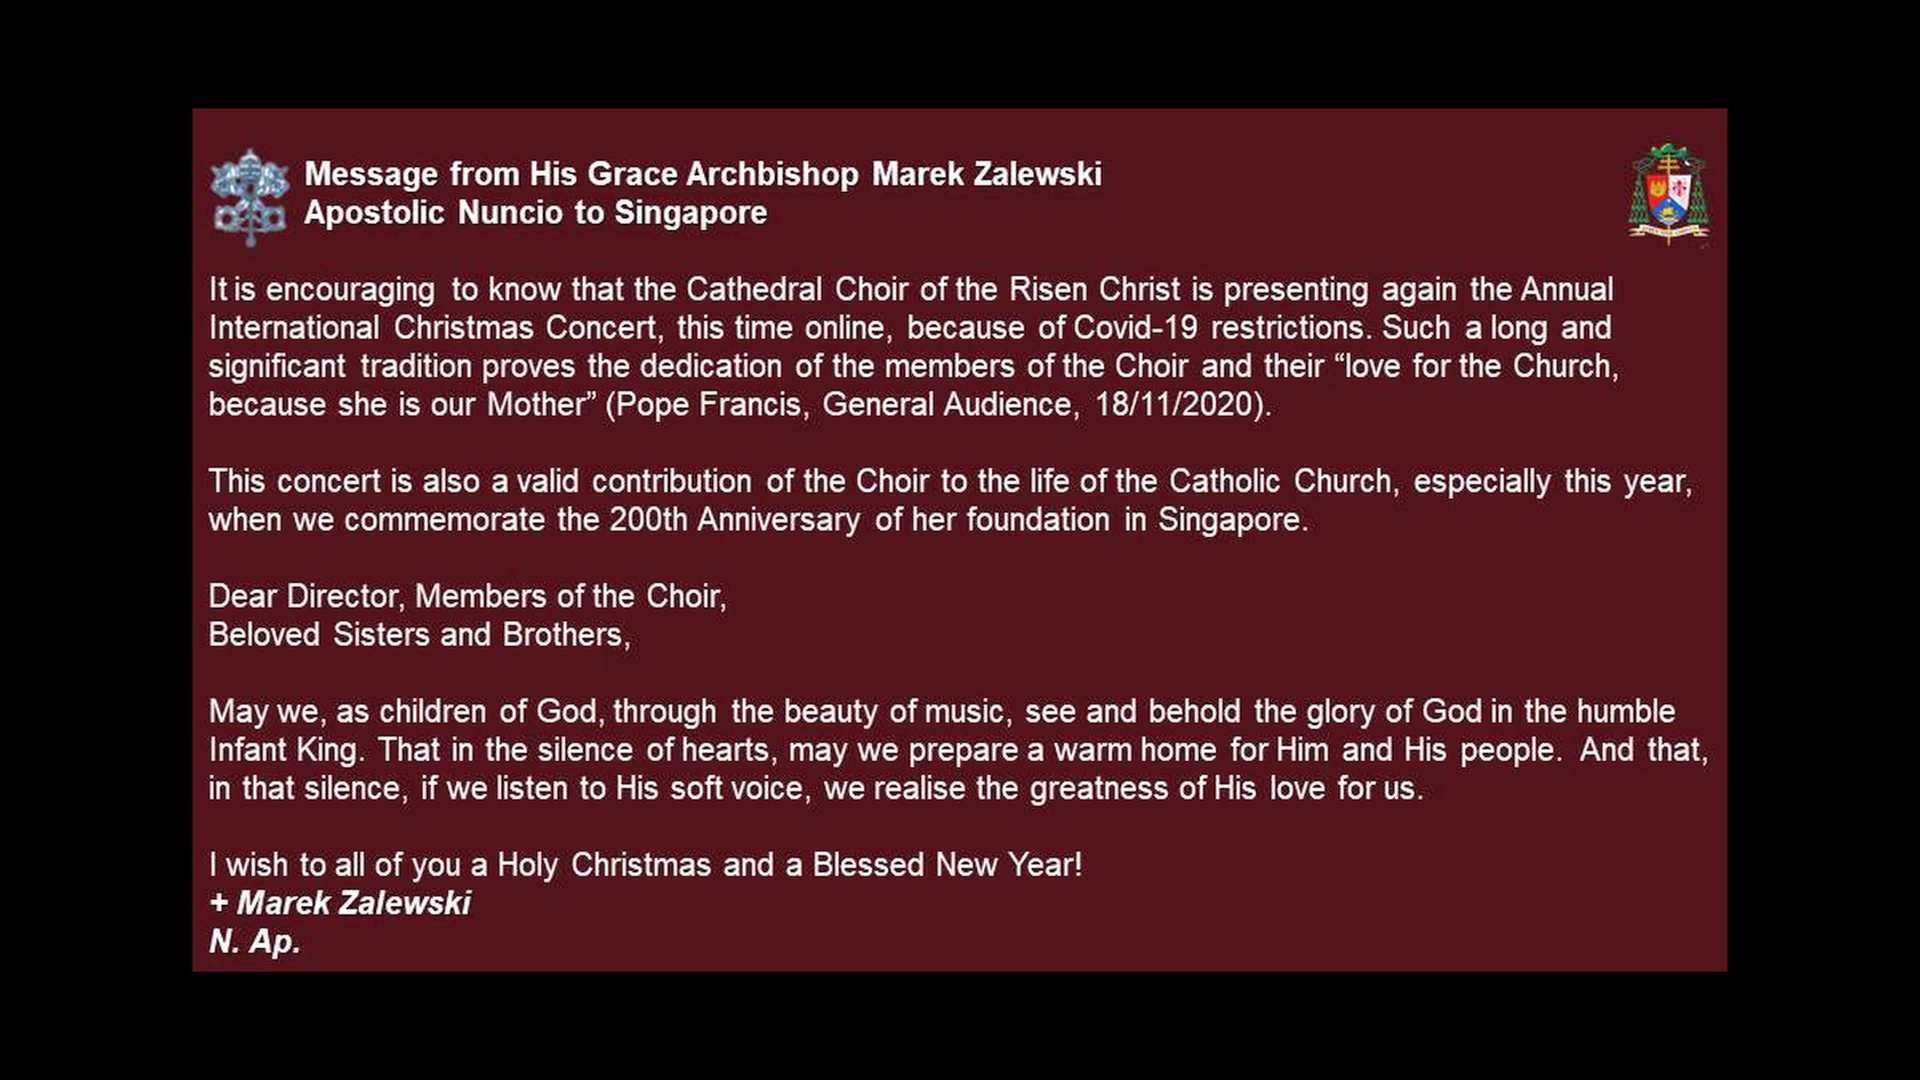 Message from His Grace Archbishop Marek Zalewski
Apostolic Nuncio to Singapore
It is encouraging to know that the Cathedral Choir of the Risen Christ is presenting again the Annual
International Christmas Concert, this time online, because of Covid-19 restrictions. Such a long and
significant tradition proves the dedication of the members of the Choir and their “love for the Church,
because she is our Mother” (Pope Francis, General Audience, 18/11/2020).
This concert is also a valid contribution of the Choir to the life of the Catholic Church, especially this year,
when we commemorate the 200th Anniversary of her foundation in Singapore.
Dear Director, Members of the Choir,
Beloved Sisters and Brothers,
May we, as children of God, through the beauty of music, see and behold the glory of God in the humble
Infant King. That in the silence of hearts, may we prepare a warm home for Him and His people. And that,
in that silence, if we listen to His soft voice, we realise the greatness of His love for us.
I wish to all of you a Holy Christmas and a Blessed New Year!
+ Marek Zalewski
N. Ap.